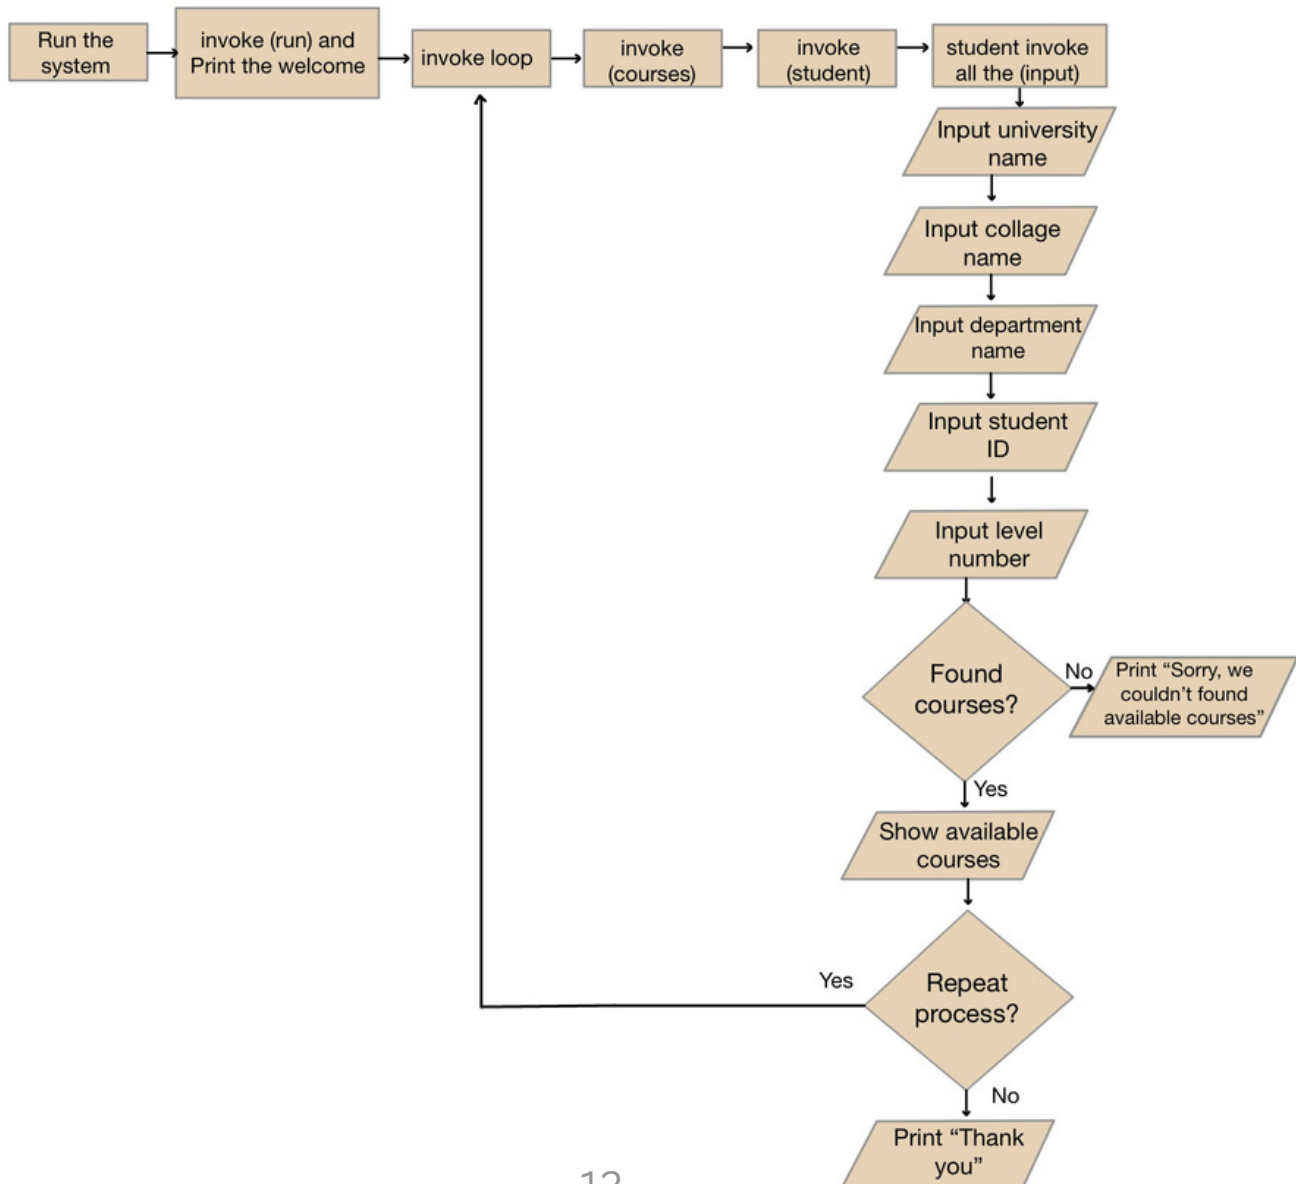 Run the
system
invoke (run) and
Print the welcome
invoke loop
invoke
(courses)
invoke
(student)
student invoke
all the (input)
Input university
name
Input collage
name
Input department
name
Input student
ID
Input level
number
Found
courses?
No
Print “Sorry, we
couldn’t found
available courses”
Yes
Show available
courses
Repeat
process?
Yes
No
Print “Thank
you”
12